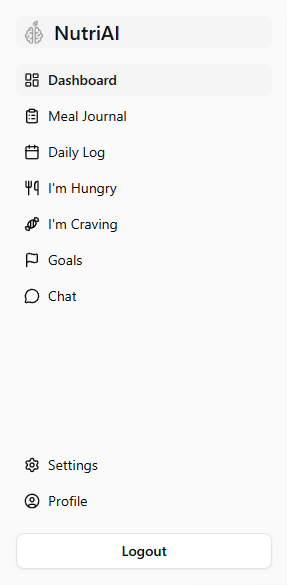 NutriAI
Dashboard
Meal Journal
Daily Log
I'm Hungry
I'm Craving
Goals
Chat
Settings
Profile
Logout